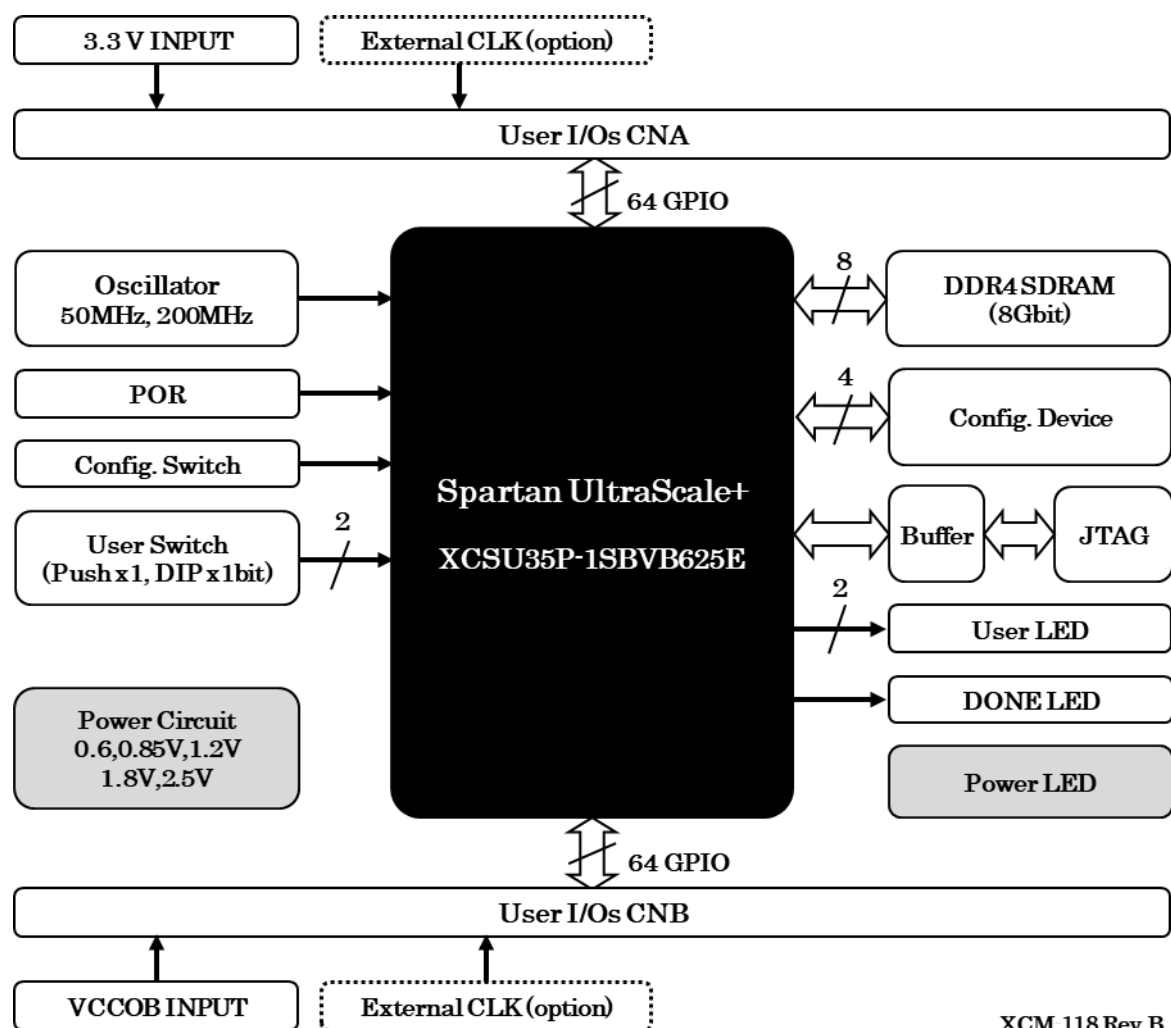 3.3 V INPUT
External CLK (option)
User I/Os CNA
64 GPIO
Oscillator
50MHz, 200MHz
POR
Config. Switch
User Switch
(Push x1, DIP x1bit)
2
Power Circuit
0.6,0.85V,1.2V
1.8V,2.5V
Spartan UltraScale+
XCSU35P-1SBVB625E
8
DDR4 SDRAM
(8Gbit)
4
Config. Device
Buffer
JTAG
2
User LED
DONE LED
Power LED
64 GPIO
User I/Os CNB
VCCOB INPUT
External CLK (option)
XCM-118 Rev. B